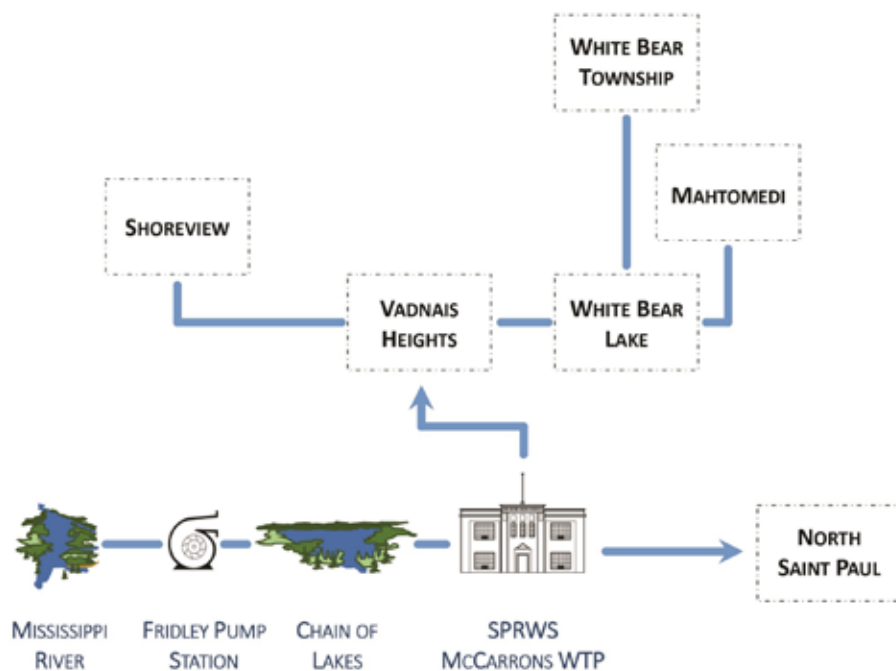 WHITE BEAR
TOWNSHIP
MAHTOMEDI
SHOREVIEW
VADNAIS
HEIGHTS
WHITE BEAR
LAKE
NORTH
SAINT PAUL
MISSISSIPPI
RIVER
FRIDLEY PUMP
STATION
CHAIN OF
LAKES
SPRWS
MCCARRONS WTP